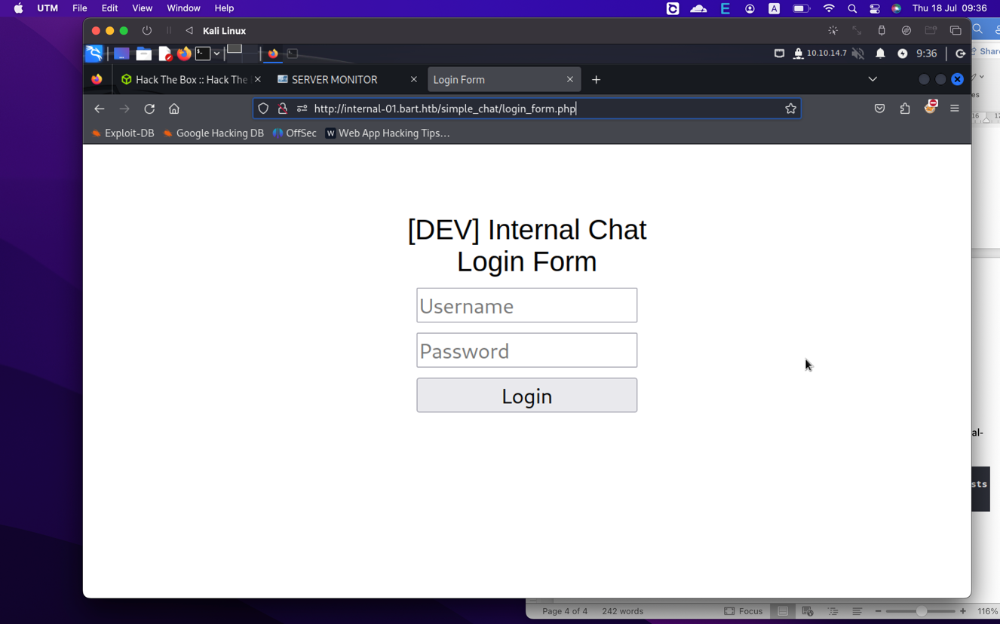 UTM File Edit View Window Help Thu 18 Jul 09:36
Kali Linux
10.10.14.7 9:36
Hack The Box :: Hack The SERVER MONITOR Login Form
http://internal-01.bart.htb/simple_chat/login_form.php
Exploit-DB Google Hacking DB OffSec Web App Hacking Tips…
[DEV] Internal Chat
Login Form
Username
Password
Login
Share
es
16
al-
sts
Page 4 of 4 242 words Focus 116%